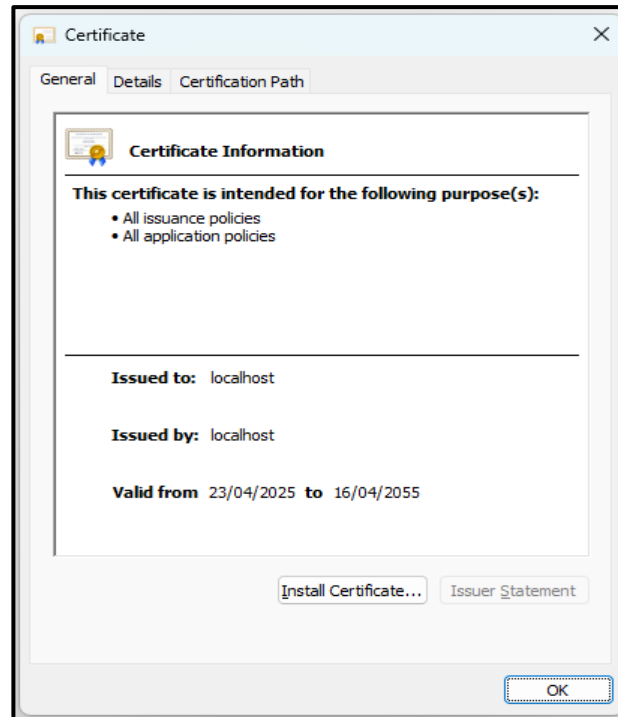 Certificate
General Details Certification Path
Certificate Information
This certificate is intended for the following purpose(s):
• All issuance policies
• All application policies
Issued to: localhost
Issued by: localhost
Valid from 23/04/2025 to 16/04/2055
Install Certificate... Issuer Statement
OK